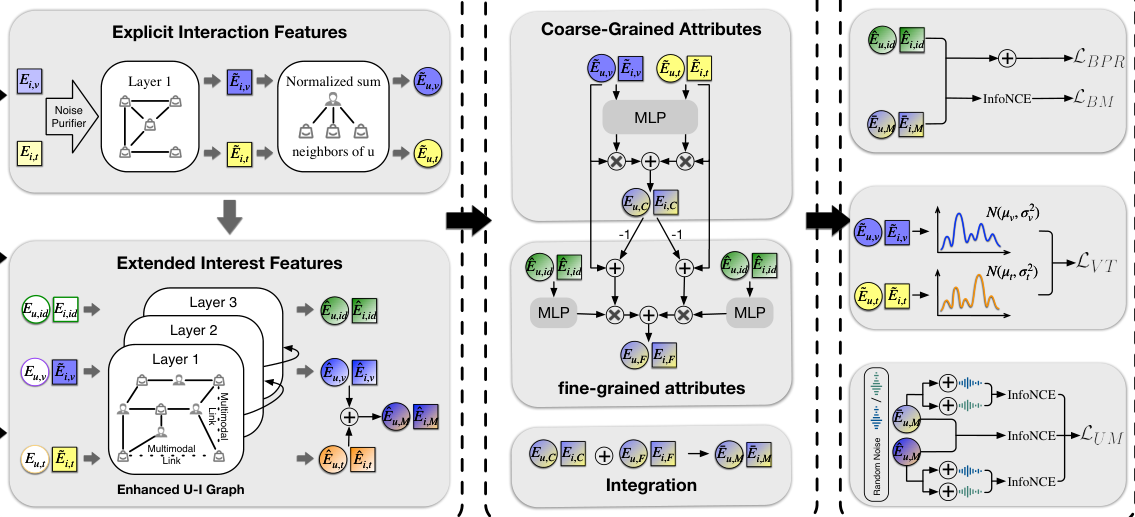 Explicit Interaction Features
E_{i,v}
Noise
Purifier
Layer 1
Ẽ_{i,v}
Normalized sum
Ẽ_{u,v}
E_{i,t}
Ẽ_{i,t}
neighbors of u
Ẽ_{u,t}
Extended Interest Features
E_{u,id} E_{i,id}
Layer 3
Layer 2
Layer 1
Ê_{u,id} Ê_{i,id}
E_{u,v} Ẽ_{i,v}
Ê_{u,v} Ê_{i,v}
Multimodal
Link
+
Ê_{u,M} Ê_{i,M}
Multimodal
Link
E_{u,t} Ẽ_{i,t}
Ê_{u,t} Ê_{i,t}
Enhanced U-I Graph
Coarse-Grained Attributes
Ẽ_{u,v} Ẽ_{i,v} Ẽ_{u,t} Ẽ_{i,t}
MLP
× + ×
E_{u,C} E_{i,C}
-1 -1
Ê_{u,id} Ê_{i,id} + + Ê_{u,id} Ê_{i,id}
MLP × + × MLP
E_{u,F} E_{i,F}
fine-grained attributes
E_{u,C} E_{i,C} + E_{u,F} E_{i,F} Ē_{u,M} Ē_{i,M}
Integration
Ê_{u,id} Ê_{i,id}
+ ℒ_{BPR}
InfoNCE ℒ_{BM}
Ē_{u,M} Ē_{i,M}
Ẽ_{u,v} Ẽ_{i,v}
N(μ_v, σ_v^2)
ℒ_{VT}
Ẽ_{u,t} Ẽ_{i,t}
N(μ_t, σ_t^2)
Random Noise /
+ InfoNCE
+
Ē_{u,M}
InfoNCE ℒ_{UM}
Ê_{u,M}
+ InfoNCE
+